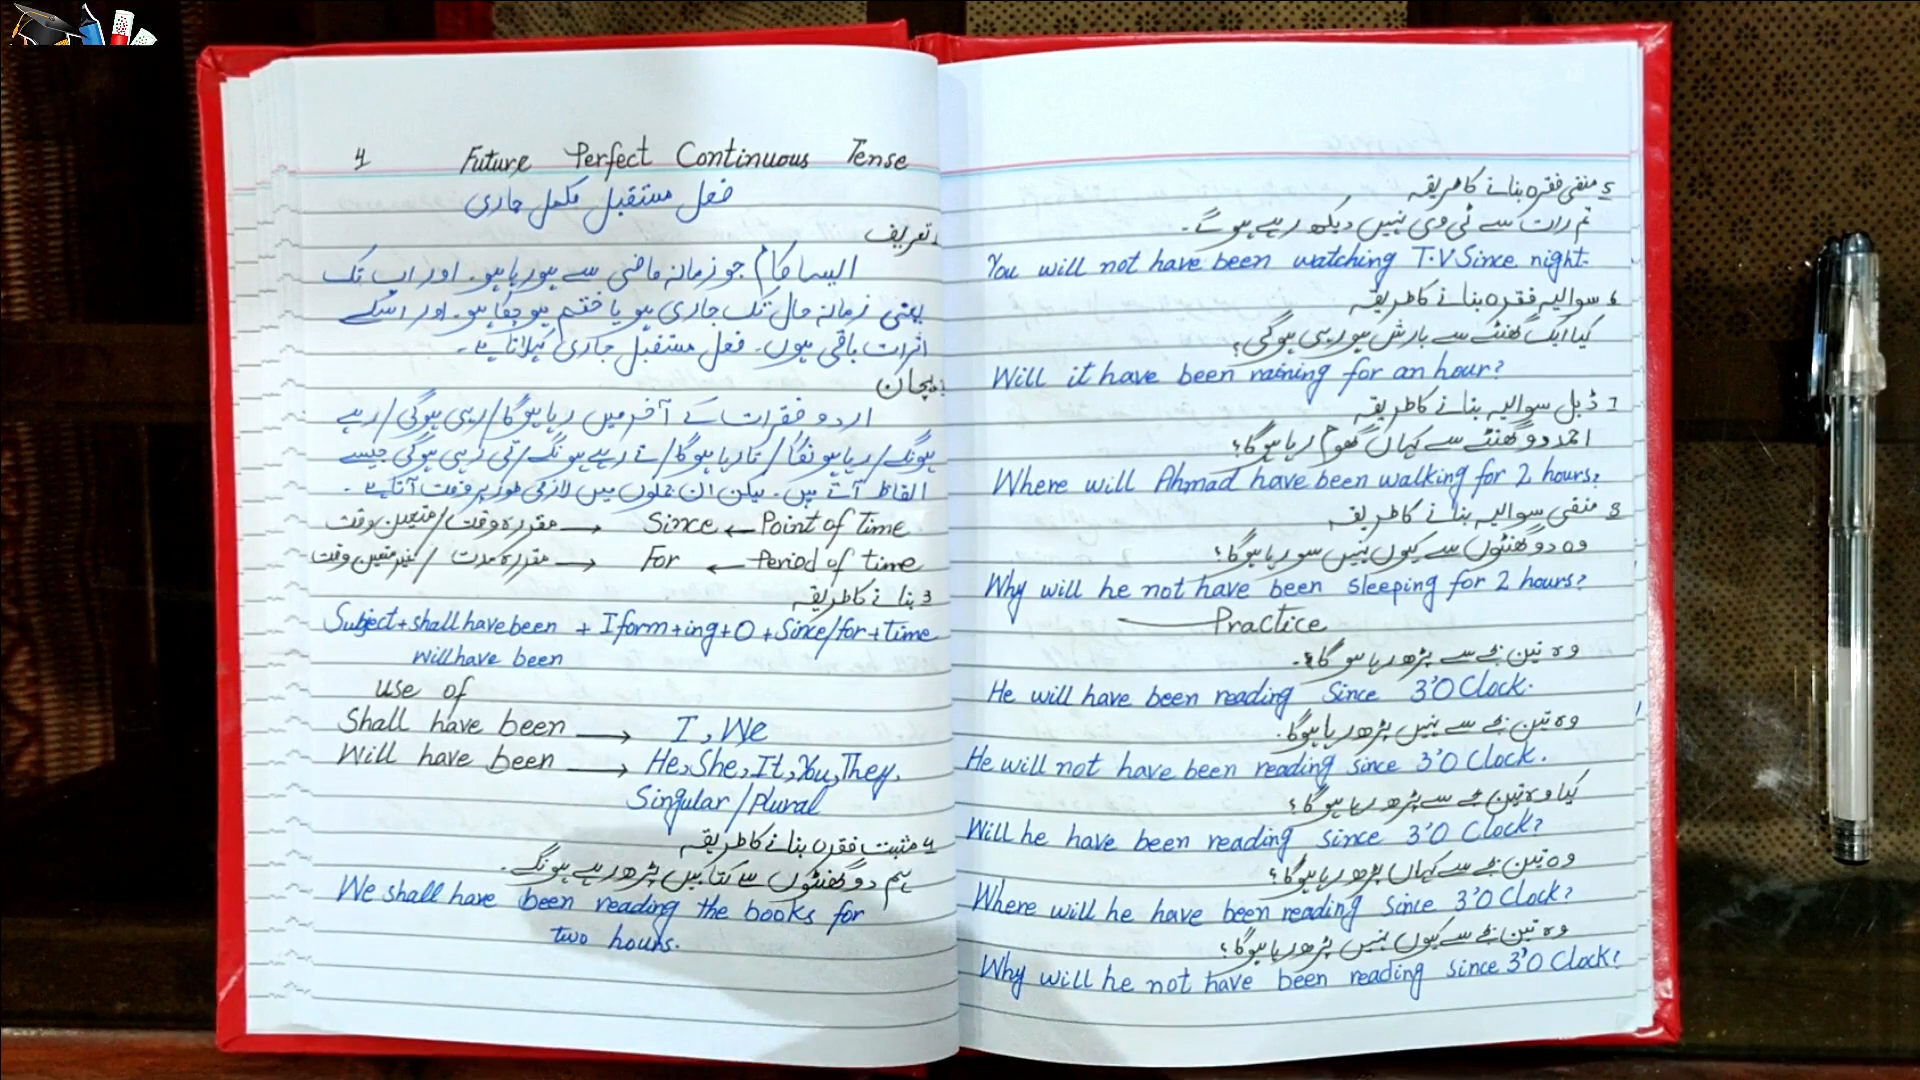 4 Future Perfect Continuous Tense
فعل مستقبل مکمل جاری
1 تعریف
ایسا کام جو زمانہ ماضی سے ہورہا ہو۔ اور اب تک
یعنی زمانہ حال تک جاری ہو یا ختم ہوچکا ہو۔ اور اسکے
اثرات باقی ہوں۔ فعل مستقبل جاری کہلاتا ہے۔
پہچان
اردو فقرات کے آخر میں رہا ہوگا/رہی ہوگی/رہے
ہونگے/رہا ہونگا/تا رہا ہوگا/تے رہے ہونگے/تی رہی ہوگی جیسے
الفاظ آتے ہیں۔ لیکن ان جملوں میں لازمی طور پر وقت آتا ہے۔
مقررہ وقت/متعین وقت → Since ← Point of Time
مقررہ مدت/غیر متعین وقت → For ← Period of time
3 بنانے کا طریقہ
Subject + shall have been + I form + ing + O + Since/for + time
will have been
Use of
Shall have been → I, We
Will have been → He, She, It, You, They,
Singular / Plural
4 مثبت فقرہ بنانے کا طریقہ
ہم دو گھنٹوں سے کتابیں پڑھ رہے ہونگے۔
We shall have been reading the books for
two hours.
5 منفی فقرہ بنانے کا طریقہ
تم رات سے ٹی وی نہیں دیکھ رہے ہوگے۔
You will not have been watching T.V Since night.
6 سوالیہ فقرہ بنانے کا طریقہ
کیا ایک گھنٹے سے بارش ہورہی ہوگی؟
Will it have been raining for an hour?
7 ڈبل سوالیہ بنانے کا طریقہ
احمد دو گھنٹے سے کہاں گھوم رہا ہوگا؟
Where will Ahmad have been walking for 2 hours?
8 منفی سوالیہ بنانے کا طریقہ
وہ دو گھنٹوں سے کیوں نہیں سو رہا ہوگا؟
Why will he not have been sleeping for 2 hours?
Practice
وہ تین بجے سے پڑھ رہا ہوگا۔
He will have been reading Since 3'O Clock.
وہ تین بجے سے نہیں پڑھ رہا ہوگا۔
He will not have been reading since 3'O Clock.
کیا وہ تین بجے سے پڑھ رہا ہوگا؟
Will he have been reading since 3'O Clock?
وہ تین بجے سے کہاں پڑھ رہا ہوگا؟
Where will he have been reading since 3'O Clock?
وہ تین بجے سے کیوں نہیں پڑھ رہا ہوگا؟
Why will he not have been reading since 3'O Clock?